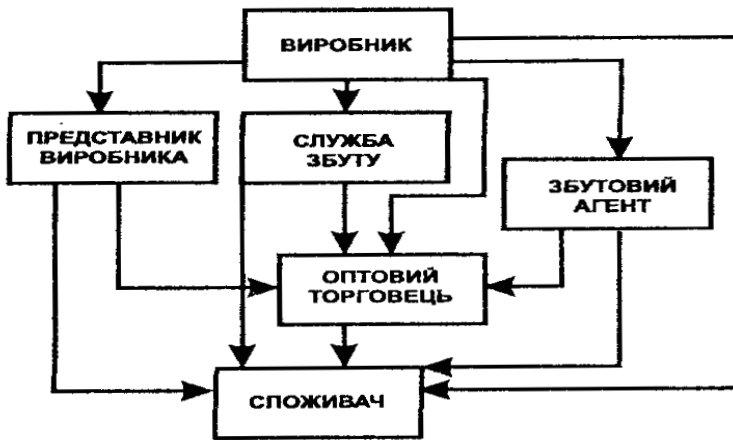 ВИРОБНИК
ПРЕДСТАВНИК
ВИРОБНИКА
СЛУЖБА
ЗБУТУ
ЗБУТОВИЙ
АГЕНТ
ОПТОВИЙ
ТОРГОВЕЦЬ
СПОЖИВАЧ